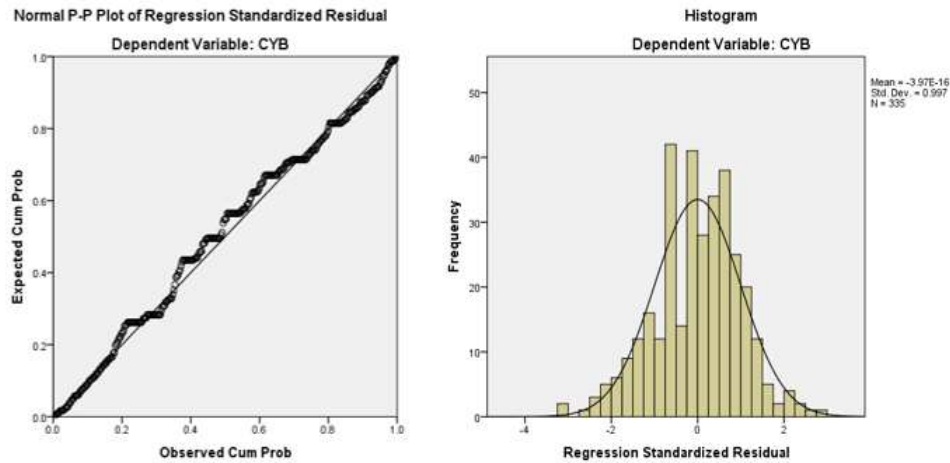 Normal P-P Plot of Regression Standardized Residual
Dependent Variable: CYB
1.0
0.8
0.6
0.4
0.2
0.0
Expected Cum Prob
0.0 0.2 0.4 0.6 0.8 1.0
Observed Cum Prob
Histogram
Dependent Variable: CYB
Mean = -3.97E-16
Std. Dev. = 0.997
N = 335
50
40
30
20
10
0
Frequency
-4 -2 0 2
Regression Standardized Residual